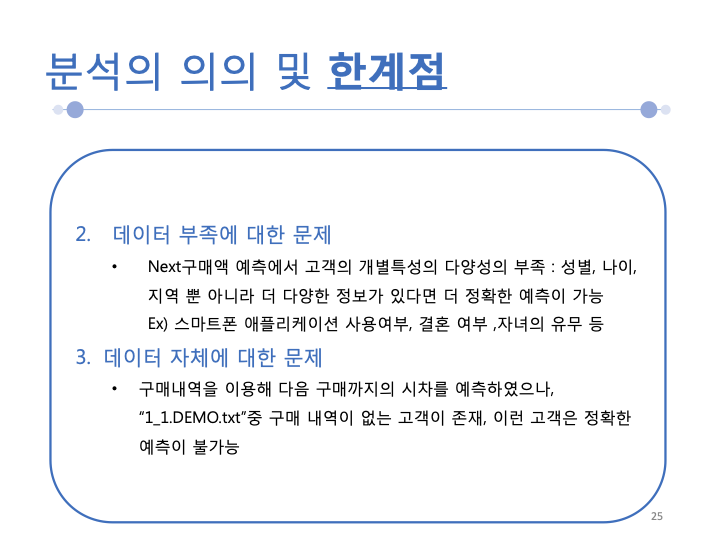 분석의 의의 및 한계점
2. 데이터 부족에 대한 문제
• Next구매액 예측에서 고객의 개별특성의 다양성의 부족 : 성별, 나이,
지역 뿐 아니라 더 다양한 정보가 있다면 더 정확한 예측이 가능
Ex) 스마트폰 애플리케이션 사용여부, 결혼 여부 ,자녀의 유무 등
3. 데이터 자체에 대한 문제
• 구매내역을 이용해 다음 구매까지의 시차를 예측하였으나,
“1_1.DEMO.txt”중 구매 내역이 없는 고객이 존재, 이런 고객은 정확한
예측이 불가능
25